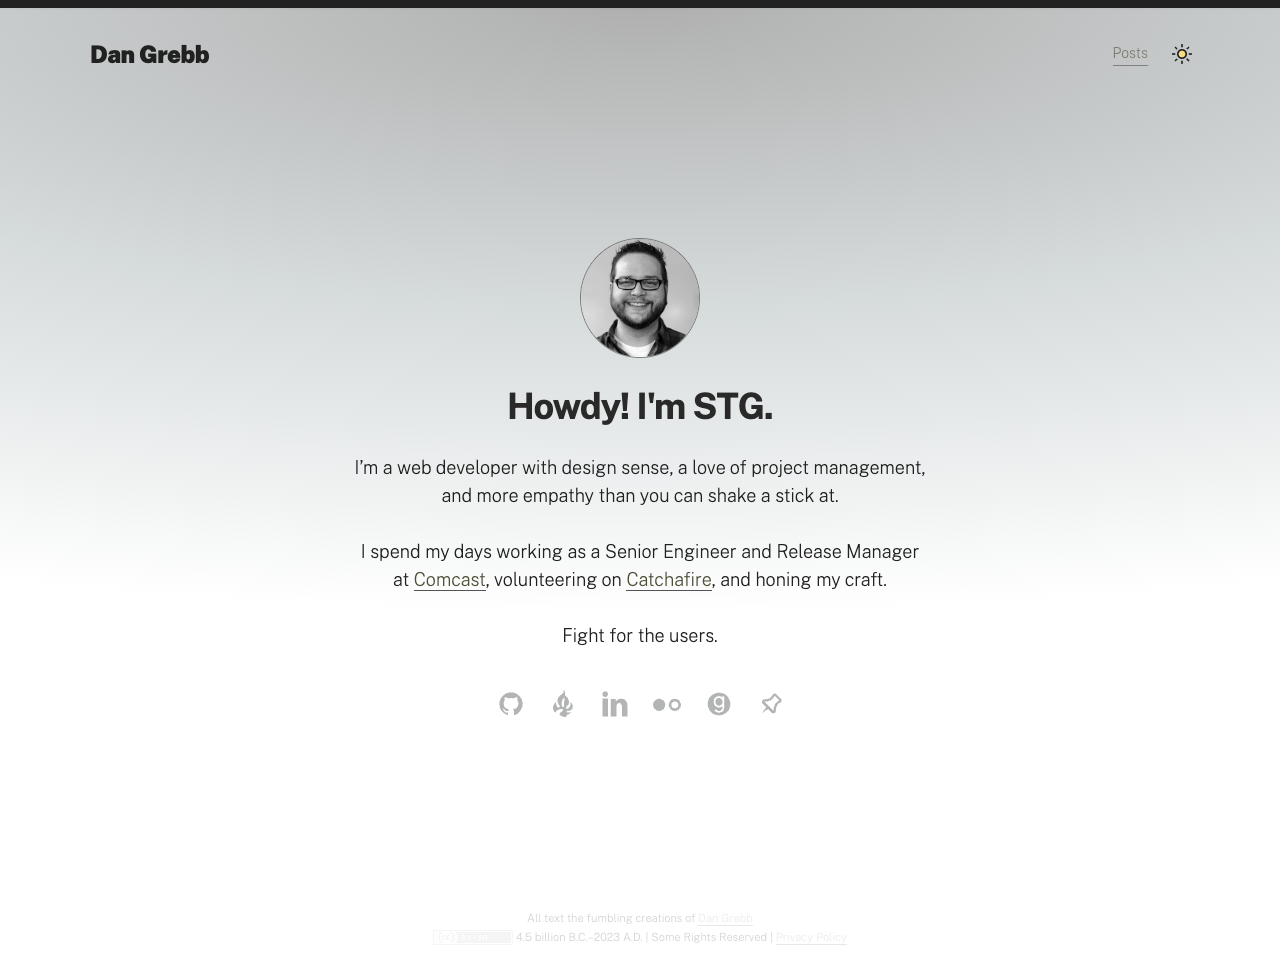 Dan Grebb
Posts
Howdy! I'm STG.
I’m a web developer with design sense, a love of project management,
and more empathy than you can shake a stick at.
I spend my days working as a Senior Engineer and Release Manager
at Comcast, volunteering on Catchafire, and honing my craft.
Fight for the users.
in
g
All text the fumbling creations of Dan Grebb
4.5 billion B.C.–2023 A.D. | Some Rights Reserved | Privacy Policy